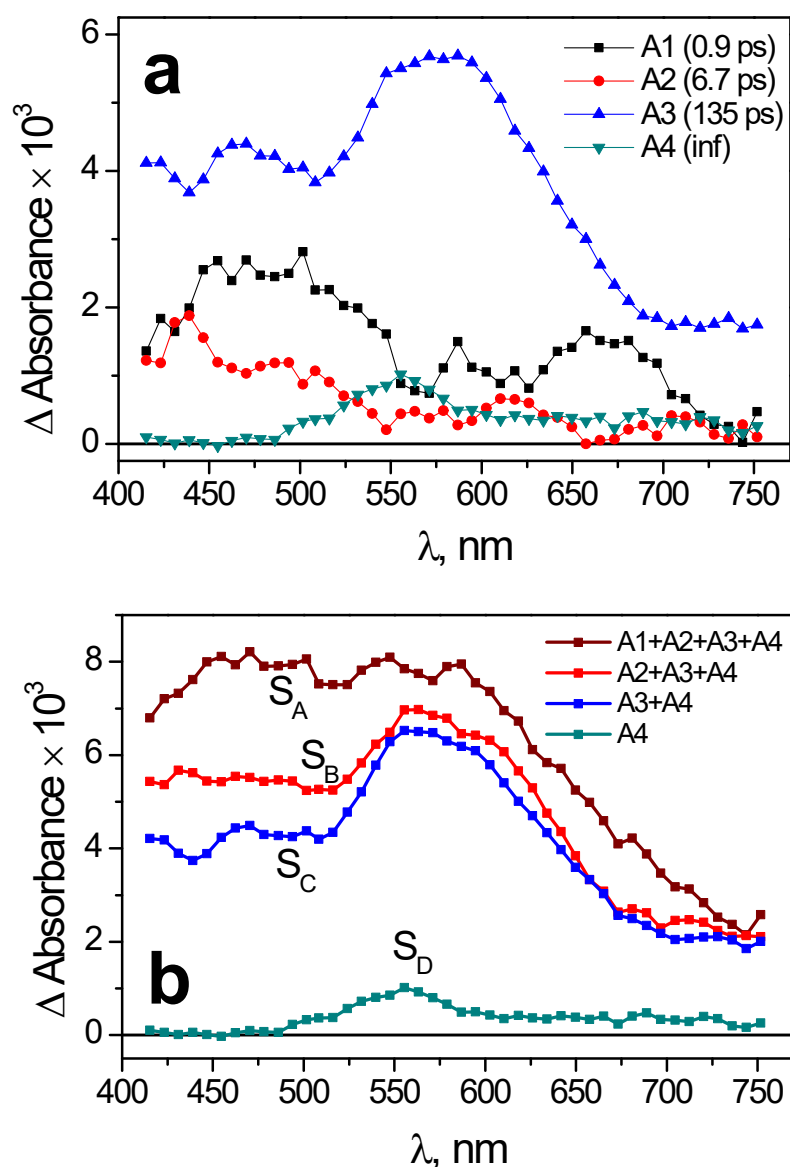 a
A1 (0.9 ps)
A2 (6.7 ps)
A3 (135 ps)
A4 (inf)
Δ Absorbance × 10³
6
4
2
0
400 450 500 550 600 650 700 750
λ, nm
A1+A2+A3+A4
A2+A3+A4
A3+A4
A4
Δ Absorbance × 10³
8
6
4
2
0
S_A
S_B
S_C
S_D
b
400 450 500 550 600 650 700 750
λ, nm